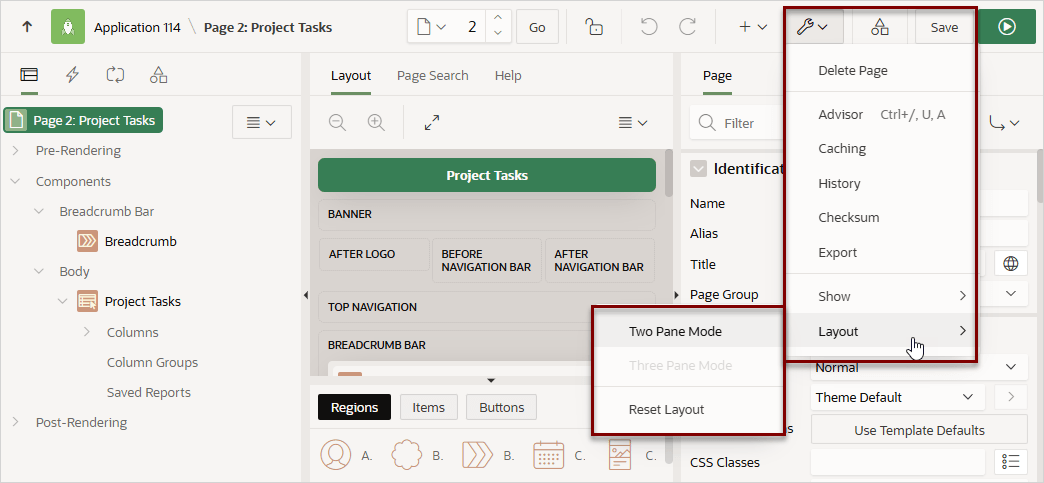 Application 114 \ Page 2: Project Tasks
2
Go
Save
Page 2: Project Tasks
Pre-Rendering
Components
Breadcrumb Bar
Breadcrumb
Body
Project Tasks
Columns
Column Groups
Saved Reports
Post-Rendering
Layout Page Search Help
Project Tasks
BANNER
AFTER LOGO
BEFORE
NAVIGATION BAR
AFTER
NAVIGATION BAR
TOP NAVIGATION
BREADCRUMB BAR
Regions Items Buttons
A. B. B. C. C.
Page
Filter
Name
Alias
Title
Page Group
Normal
Theme Default
Use Template Defaults
CSS Classes
Delete Page
Advisor Ctrl+/, U, A
Caching
History
Checksum
Export
Show
Layout
Two Pane Mode
Three Pane Mode
Reset Layout